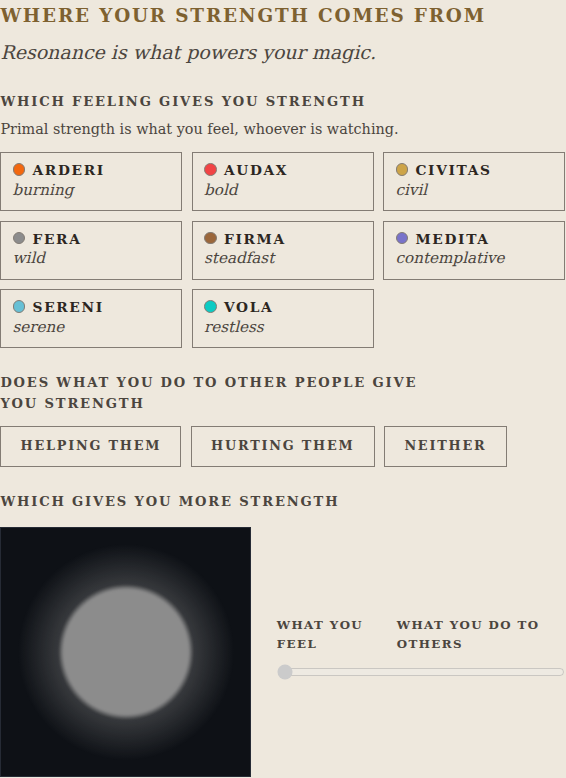 WHERE YOUR STRENGTH COMES FROM
Resonance is what powers your magic.
WHICH FEELING GIVES YOU STRENGTH
Primal strength is what you feel, whoever is watching.
ARDERI
burning
AUDAX
bold
CIVITAS
civil
FERA
wild
FIRMA
steadfast
MEDITA
contemplative
SERENI
serene
VOLA
restless
DOES WHAT YOU DO TO OTHER PEOPLE GIVE
YOU STRENGTH
HELPING THEM
HURTING THEM
NEITHER
WHICH GIVES YOU MORE STRENGTH
WHAT YOU
FEEL
WHAT YOU DO TO
OTHERS